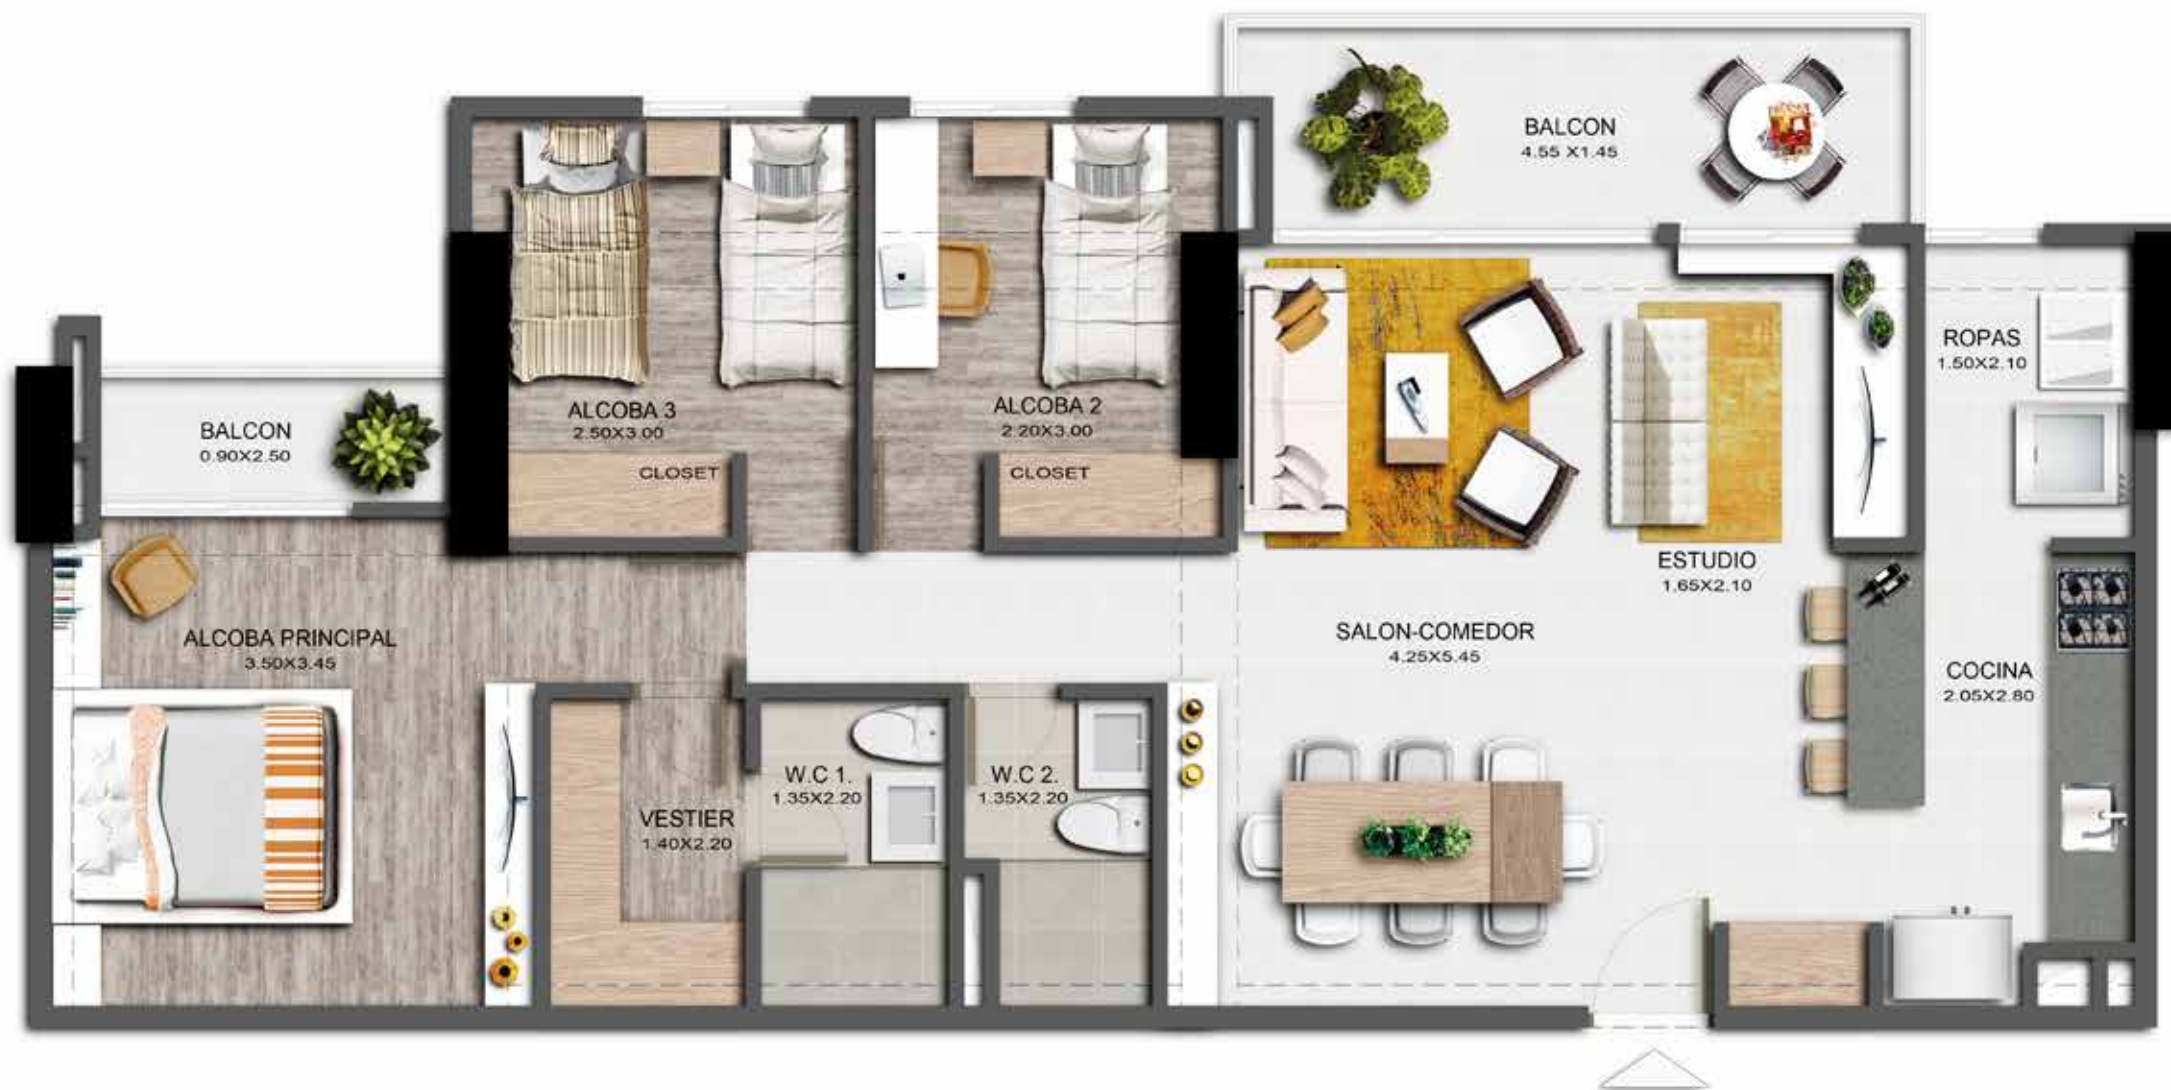 BALCON
4.55 X1.45
ROPAS
1.50X2.10
BALCON
0.90X2.50
ALCOBA 3
2.50X3.00
CLOSET
ALCOBA 2
2.20X3.00
CLOSET
ESTUDIO
1.65X2.10
ALCOBA PRINCIPAL
3.50X3.45
SALON-COMEDOR
4.25X5.45
COCINA
2.05X2.80
VESTIER
1.40X2.20
W.C 1.
1.35X2.20
W.C 2.
1.35X2.20